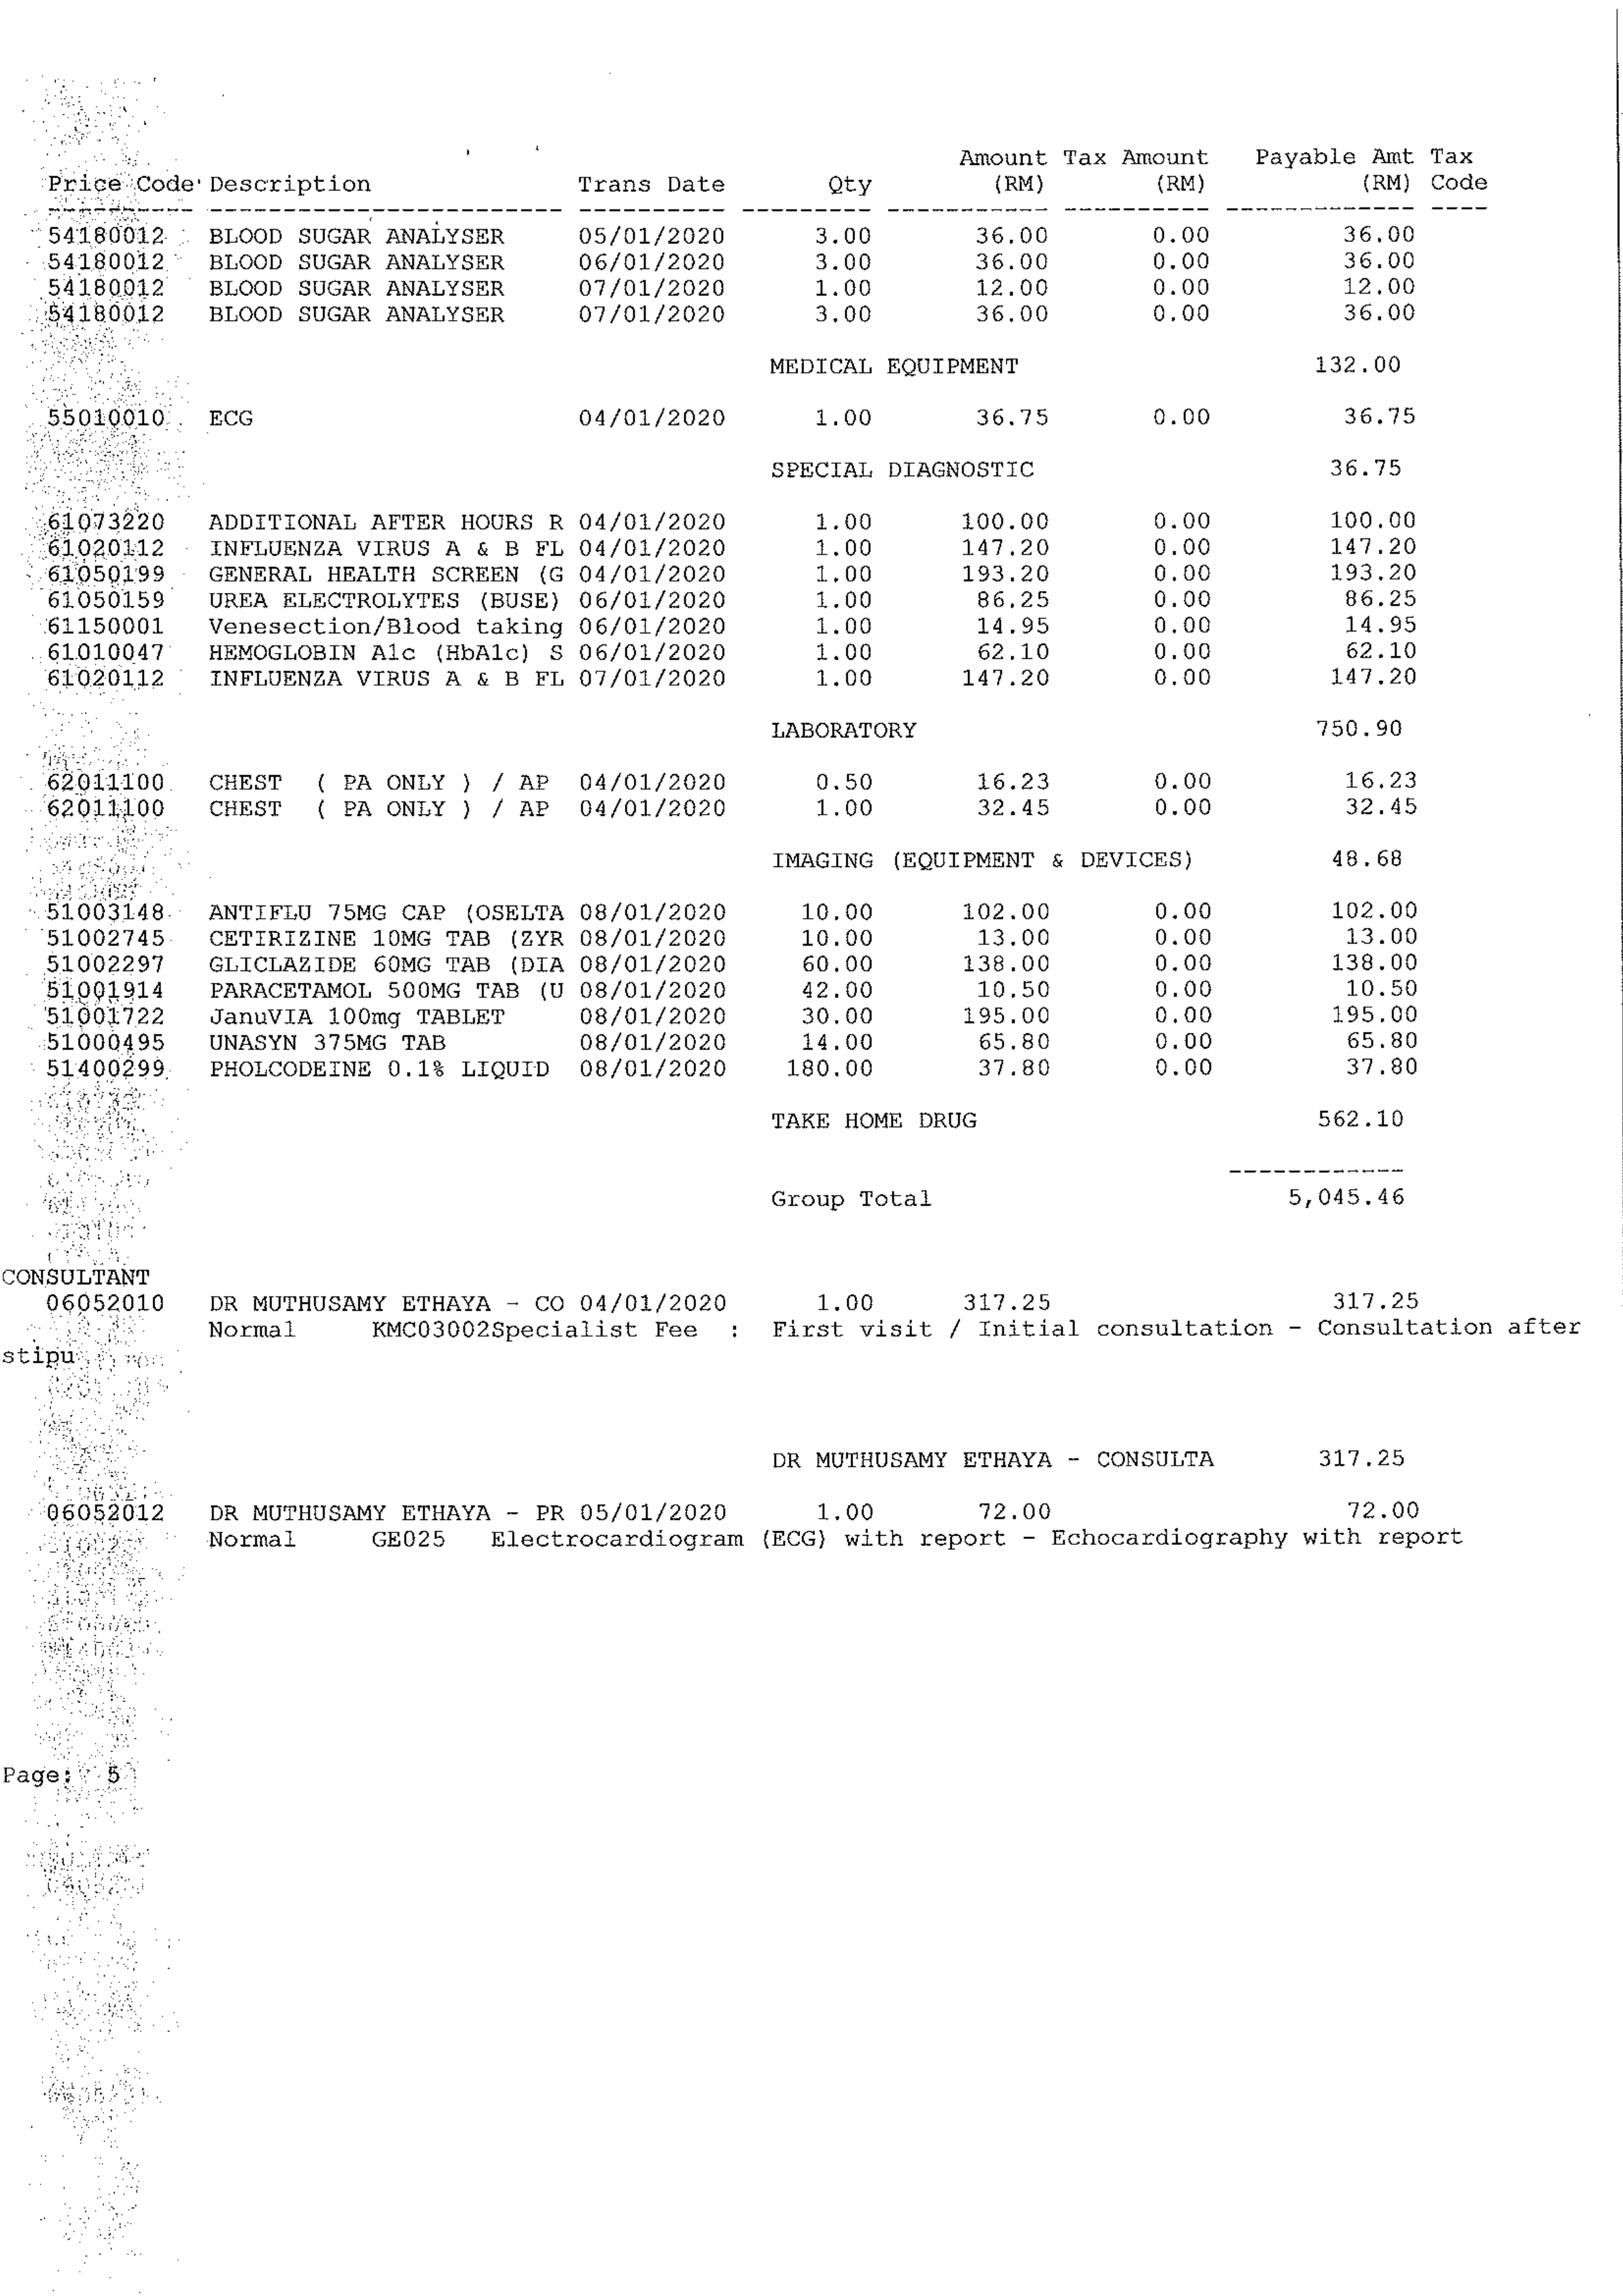 Amount Tax Amount Payable Amt Tax
Price Code Description Trans Date Qty (RM) (RM) (RM) Code
54180012 BLOOD SUGAR ANALYSER 05/01/2020 3.00 36.00 0.00 36.00
54180012 BLOOD SUGAR ANALYSER 06/01/2020 3.00 36.00 0.00 36.00
54180012 BLOOD SUGAR ANALYSER 07/01/2020 1.00 12.00 0.00 12.00
54180012 BLOOD SUGAR ANALYSER 07/01/2020 3.00 36.00 0.00 36.00
MEDICAL EQUIPMENT 132.00
55010010 ECG 04/01/2020 1.00 36.75 0.00 36.75
SPECIAL DIAGNOSTIC 36.75
61073220 ADDITIONAL AFTER HOURS R 04/01/2020 1.00 100.00 0.00 100.00
61020112 INFLUENZA VIRUS A & B FL 04/01/2020 1.00 147.20 0.00 147.20
61050199 GENERAL HEALTH SCREEN (G 04/01/2020 1.00 193.20 0.00 193.20
61050159 UREA ELECTROLYTES (BUSE) 06/01/2020 1.00 86.25 0.00 86.25
61150001 Venesection/Blood taking 06/01/2020 1.00 14.95 0.00 14.95
61010047 HEMOGLOBIN A1c (HbA1c) S 06/01/2020 1.00 62.10 0.00 62.10
61020112 INFLUENZA VIRUS A & B FL 07/01/2020 1.00 147.20 0.00 147.20
LABORATORY 750.90
62011100 CHEST ( PA ONLY ) / AP 04/01/2020 0.50 16.23 0.00 16.23
62011100 CHEST ( PA ONLY ) / AP 04/01/2020 1.00 32.45 0.00 32.45
IMAGING (EQUIPMENT & DEVICES) 48.68
51003148 ANTIFLU 75MG CAP (OSELTA 08/01/2020 10.00 102.00 0.00 102.00
51002745 CETIRIZINE 10MG TAB (ZYR 08/01/2020 10.00 13.00 0.00 13.00
51002297 GLICLAZIDE 60MG TAB (DIA 08/01/2020 60.00 138.00 0.00 138.00
51001914 PARACETAMOL 500MG TAB (U 08/01/2020 42.00 10.50 0.00 10.50
51001722 JanuVIA 100mg TABLET 08/01/2020 30.00 195.00 0.00 195.00
51000495 UNASYN 375MG TAB 08/01/2020 14.00 65.80 0.00 65.80
51400299 PHOLCODEINE 0.1% LIQUID 08/01/2020 180.00 37.80 0.00 37.80
TAKE HOME DRUG 562.10
Group Total 5,045.46
CONSULTANT
06052010 DR MUTHUSAMY ETHAYA - CO 04/01/2020 1.00 317.25 317.25
Normal KMC03002Specialist Fee : First visit / Initial consultation - Consultation after
stipu
DR MUTHUSAMY ETHAYA - CONSULTA 317.25
06052012 DR MUTHUSAMY ETHAYA - PR 05/01/2020 1.00 72.00 72.00
Normal GE025 Electrocardiogram (ECG) with report - Echocardiography with report
Page: 5